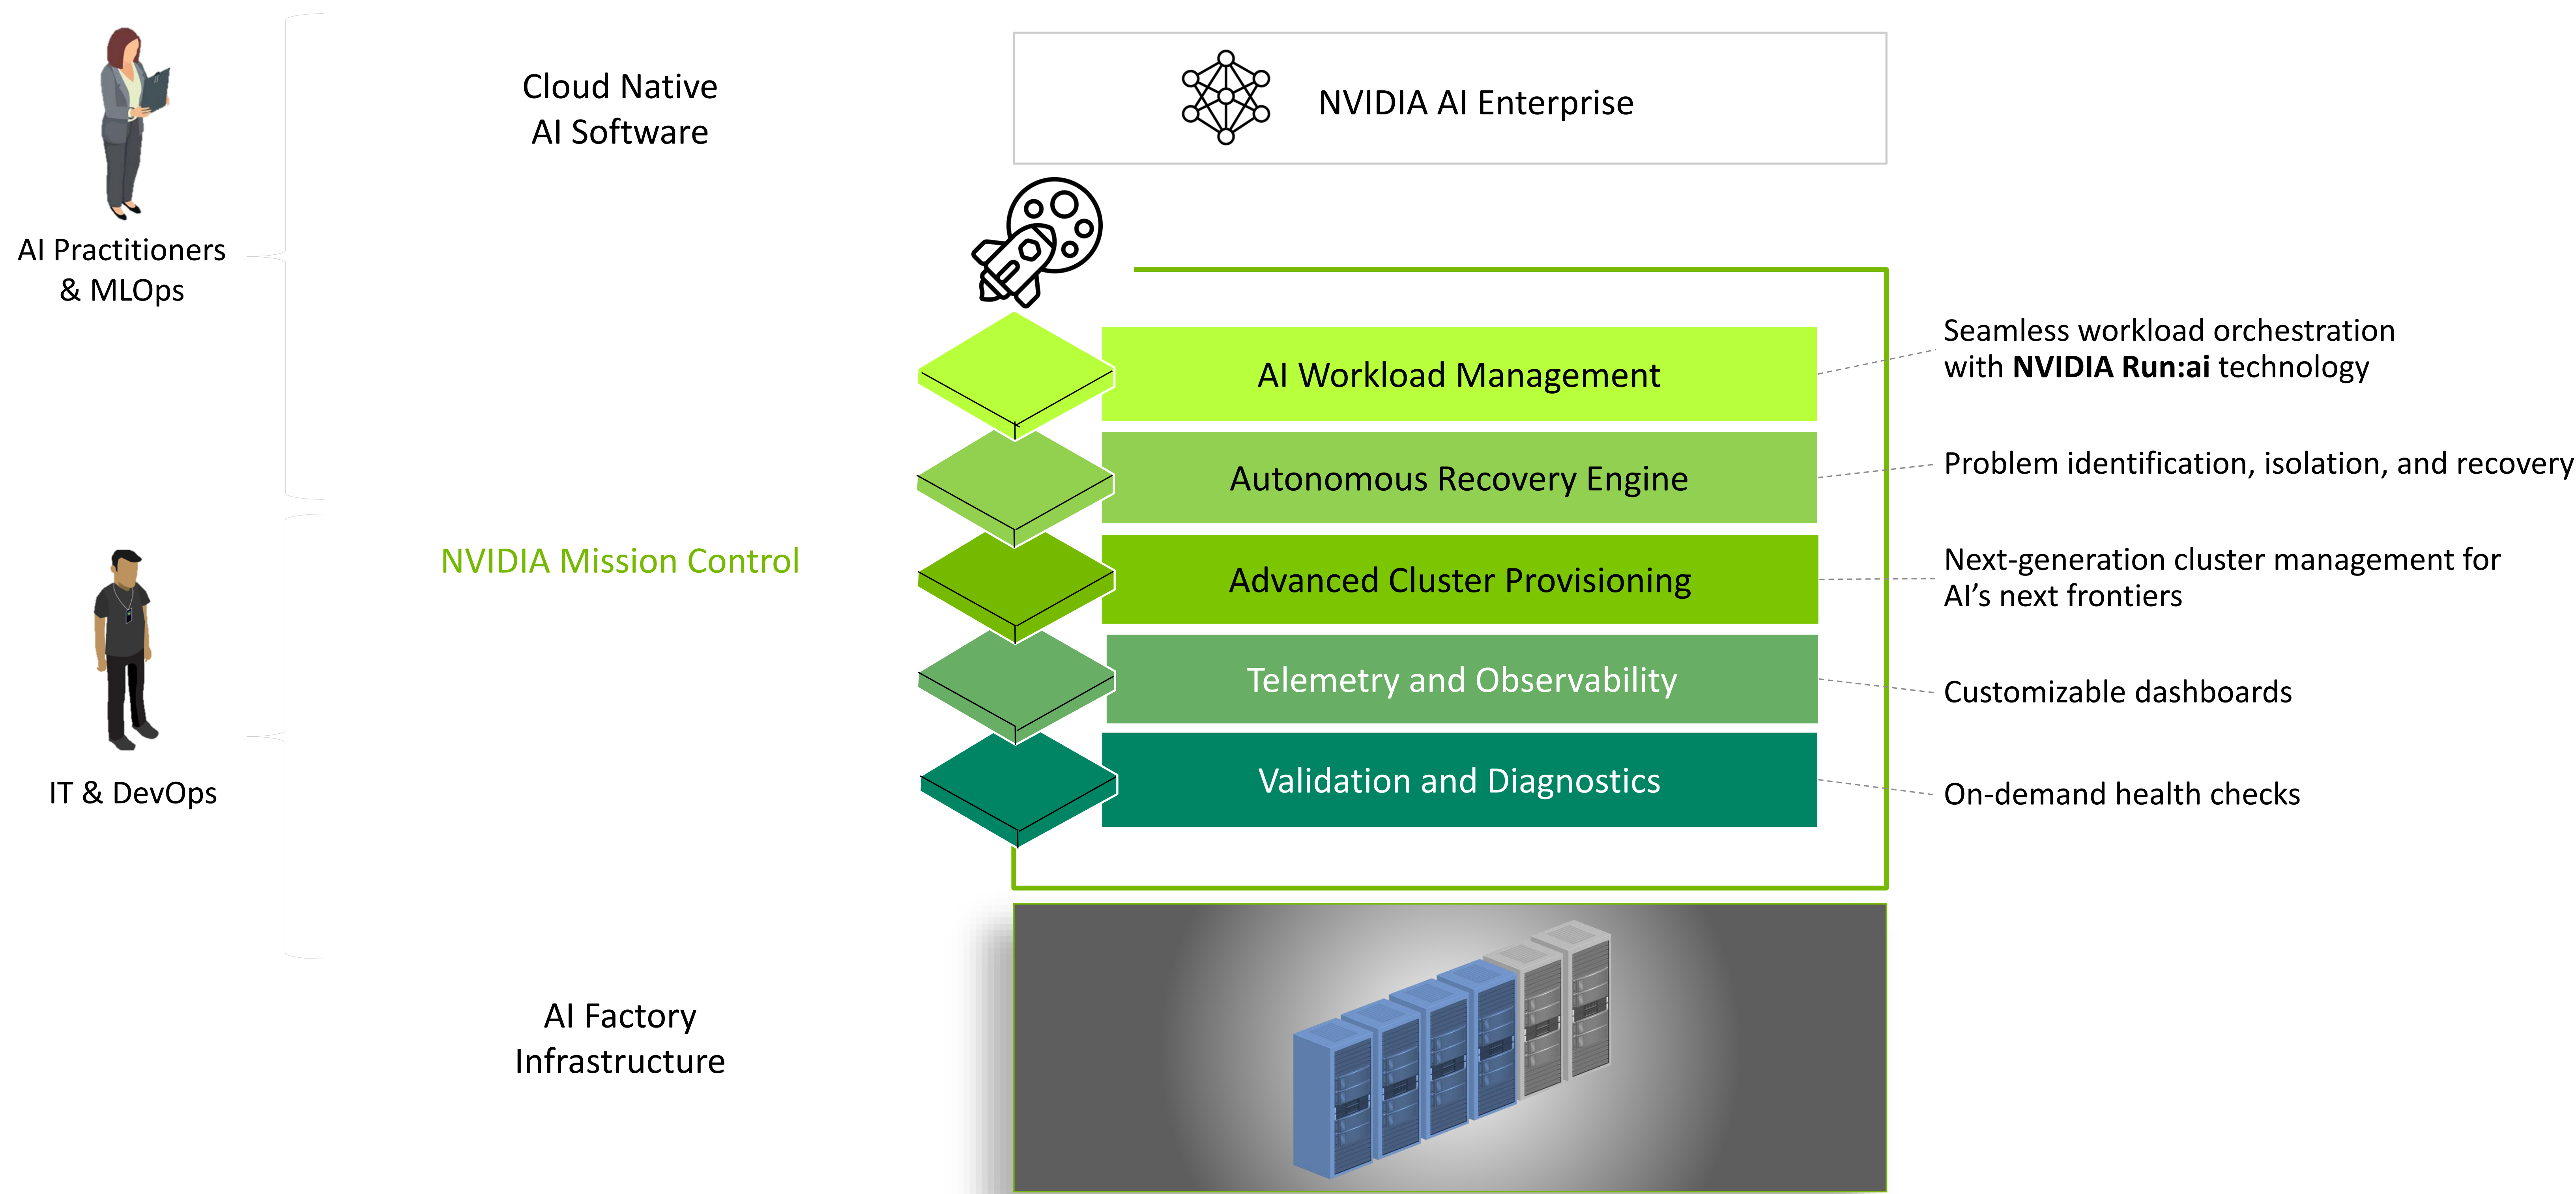 Cloud Native
AI Software
NVIDIA AI Enterprise
AI Practitioners
& MLOps
NVIDIA Mission Control
IT & DevOps
AI Workload Management
Seamless workload orchestration
with NVIDIA Run:ai technology
Autonomous Recovery Engine
Problem identification, isolation, and recovery
Advanced Cluster Provisioning
Next-generation cluster management for
AI’s next frontiers
Telemetry and Observability
Customizable dashboards
Validation and Diagnostics
On-demand health checks
AI Factory
Infrastructure